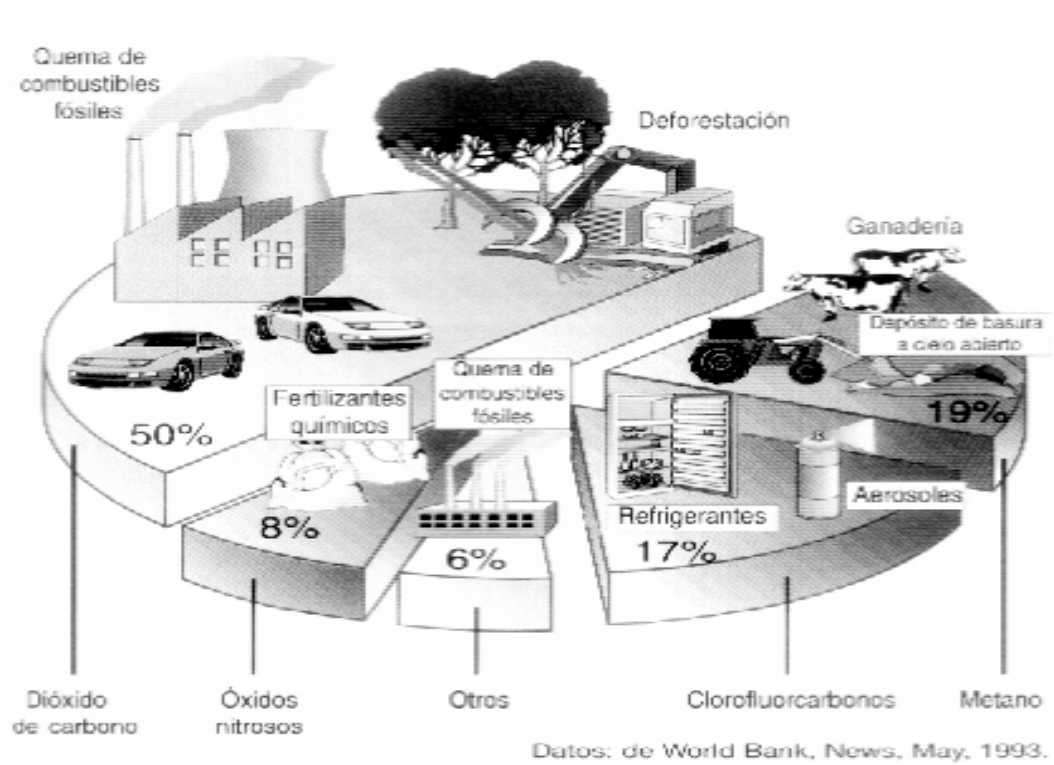 Quema de
combustibles
fósiles
Deforestación
Ganadería
Depósito de basura
a cielo abierto
19%
50%
Fertilizantes
químicos
8%
Quema de
combustibles
fósiles
6%
Refrigerantes
17%
Aerosoles
Dióxido
de carbono
Óxidos
nitrosos
Otros
Clorofluorcarbonos
Metano
Datos: de World Bank, News, May, 1993.